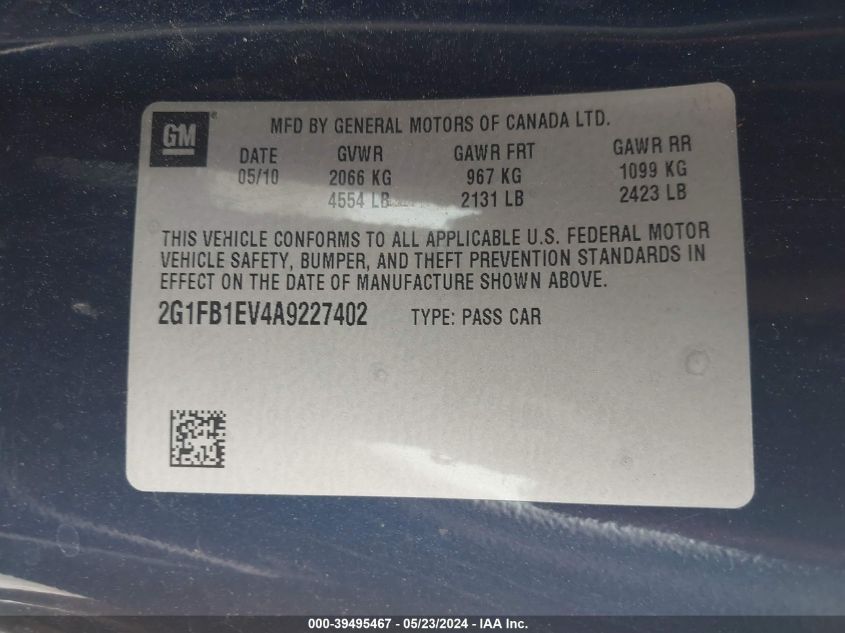 GM
MFD BY GENERAL MOTORS OF CANADA LTD.
DATE GVWR GAWR FRT GAWR RR
05/10 2066 KG 967 KG 1099 KG
4554 LB 2131 LB 2423 LB
THIS VEHICLE CONFORMS TO ALL APPLICABLE U.S. FEDERAL MOTOR
VEHICLE SAFETY, BUMPER, AND THEFT PREVENTION STANDARDS IN
EFFECT ON THE DATE OF MANUFACTURE SHOWN ABOVE.
2G1FB1EV4A9227402 TYPE: PASS CAR
000-39495467 - 05/23/2024 - IAA Inc.